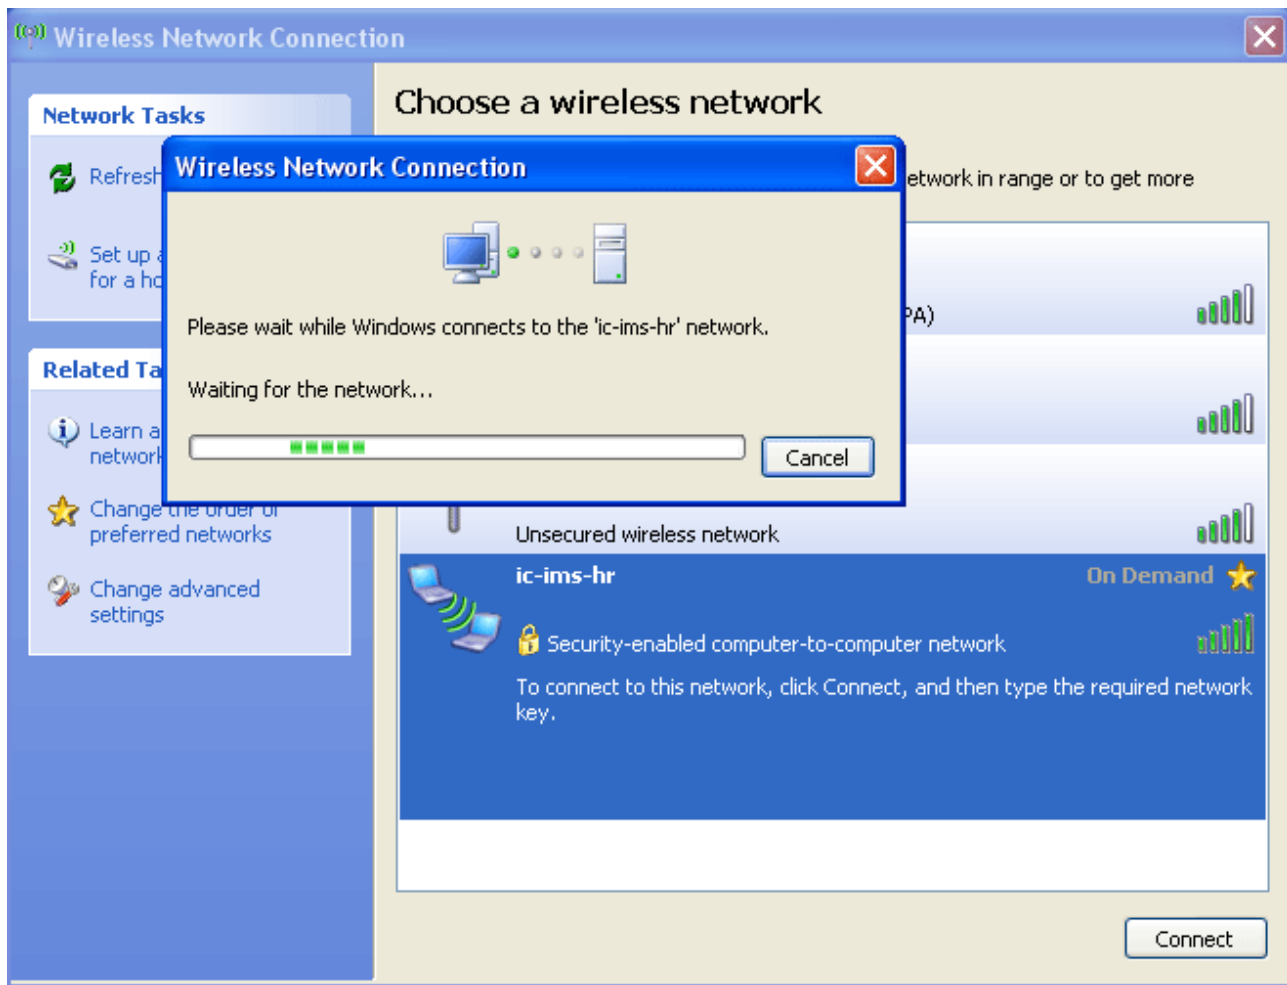 Wireless Network Connection
Network Tasks
Refresh
Set up
for a
Related
Learn
network
Change the order of
preferred networks
Change advanced
settings
Choose a wireless network
network in range or to get more
Wireless Network Connection
Please wait while Windows connects to the 'ic-ims-hr' network.
Waiting for the network...
Cancel
Unsecured wireless network
ic-ims-hr
On Demand
Security-enabled computer-to-computer network
To connect to this network, click Connect, and then type the required network
key.
Connect